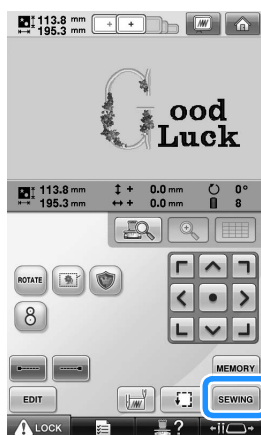 113.8 mm
195.3 mm
G ood
Luck
113.8 mm + 0.0 mm 0°
195.3 mm + 0.0 mm 8
ROTATE
8
MEMORY
EDIT SEWING
LOCK ?